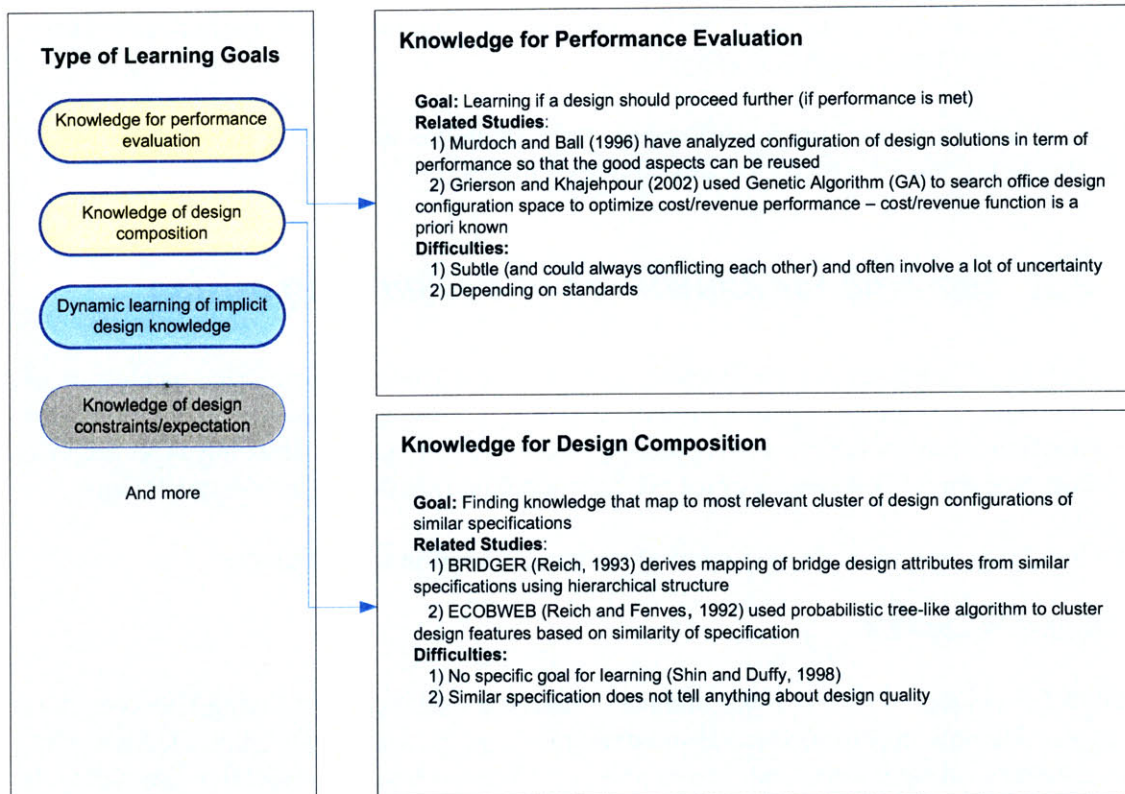 Type of Learning Goals
Knowledge for performance
evaluation
Knowledge of design
composition
Dynamic learning of implicit
design knowledge
Knowledge of design
constraints/expectation
And more
Knowledge for Performance Evaluation
Goal: Learning if a design should proceed further (if performance is met)
Related Studies:
1) Murdoch and Ball (1996) have analyzed configuration of design solutions in term of
performance so that the good aspects can be reused
2) Grierson and Khajehpour (2002) used Genetic Algorithm (GA) to search office design
configuration space to optimize cost/revenue performance – cost/revenue function is a
priori known
Difficulties:
1) Subtle (and could always conflicting each other) and often involve a lot of uncertainty
2) Depending on standards
Knowledge for Design Composition
Goal: Finding knowledge that map to most relevant cluster of design configurations of
similar specifications
Related Studies:
1) BRIDGER (Reich, 1993) derives mapping of bridge design attributes from similar
specifications using hierarchical structure
2) ECOBWEB (Reich and Fenves, 1992) used probabilistic tree-like algorithm to cluster
design features based on similarity of specification
Difficulties:
1) No specific goal for learning (Shin and Duffy, 1998)
2) Similar specification does not tell anything about design quality